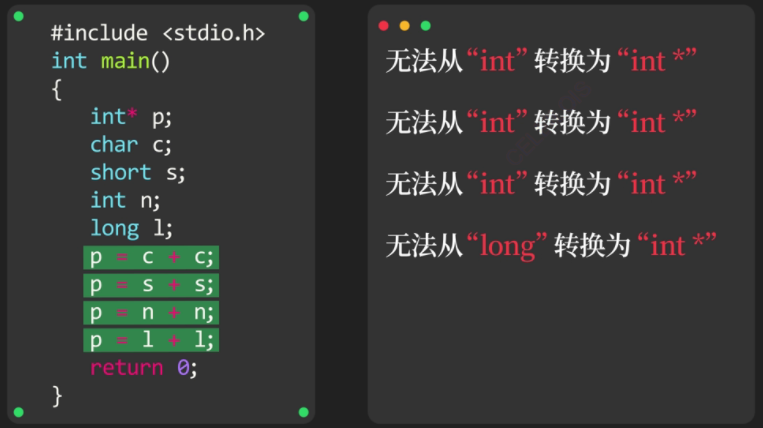 #include <stdio.h>
int main()
{
int* p;
char c;
short s;
int n;
long l;
p = c + c;
p = s + s;
p = n + n;
p = l + l;
return 0;
}
无法从“int”转换为“int *”
无法从“int”转换为“int *”
无法从“int”转换为“int *”
无法从“long”转换为“int *”